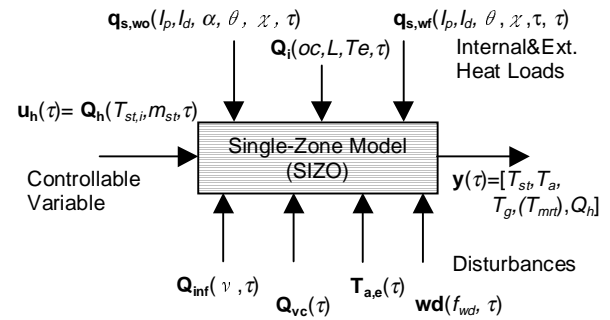 q_s,wo(I_p, I_d, α, θ, χ, τ)
q_s,wf(I_p, I_d, θ, χ, τ, τ)
Q_i(oc, L, Te, τ)
Internal&Ext.
Heat Loads
u_h(τ)= Q_h(T_st,i, m_st, τ)
Single-Zone Model
(SIZO)
Controllable
Variable
y(τ)=[T_st, T_a,
T_g, (T_mrt), Q_h]
Disturbances
Q_inf(ν, τ)
Q_vc(τ)
T_a,e(τ)
wd(f_wd, τ)